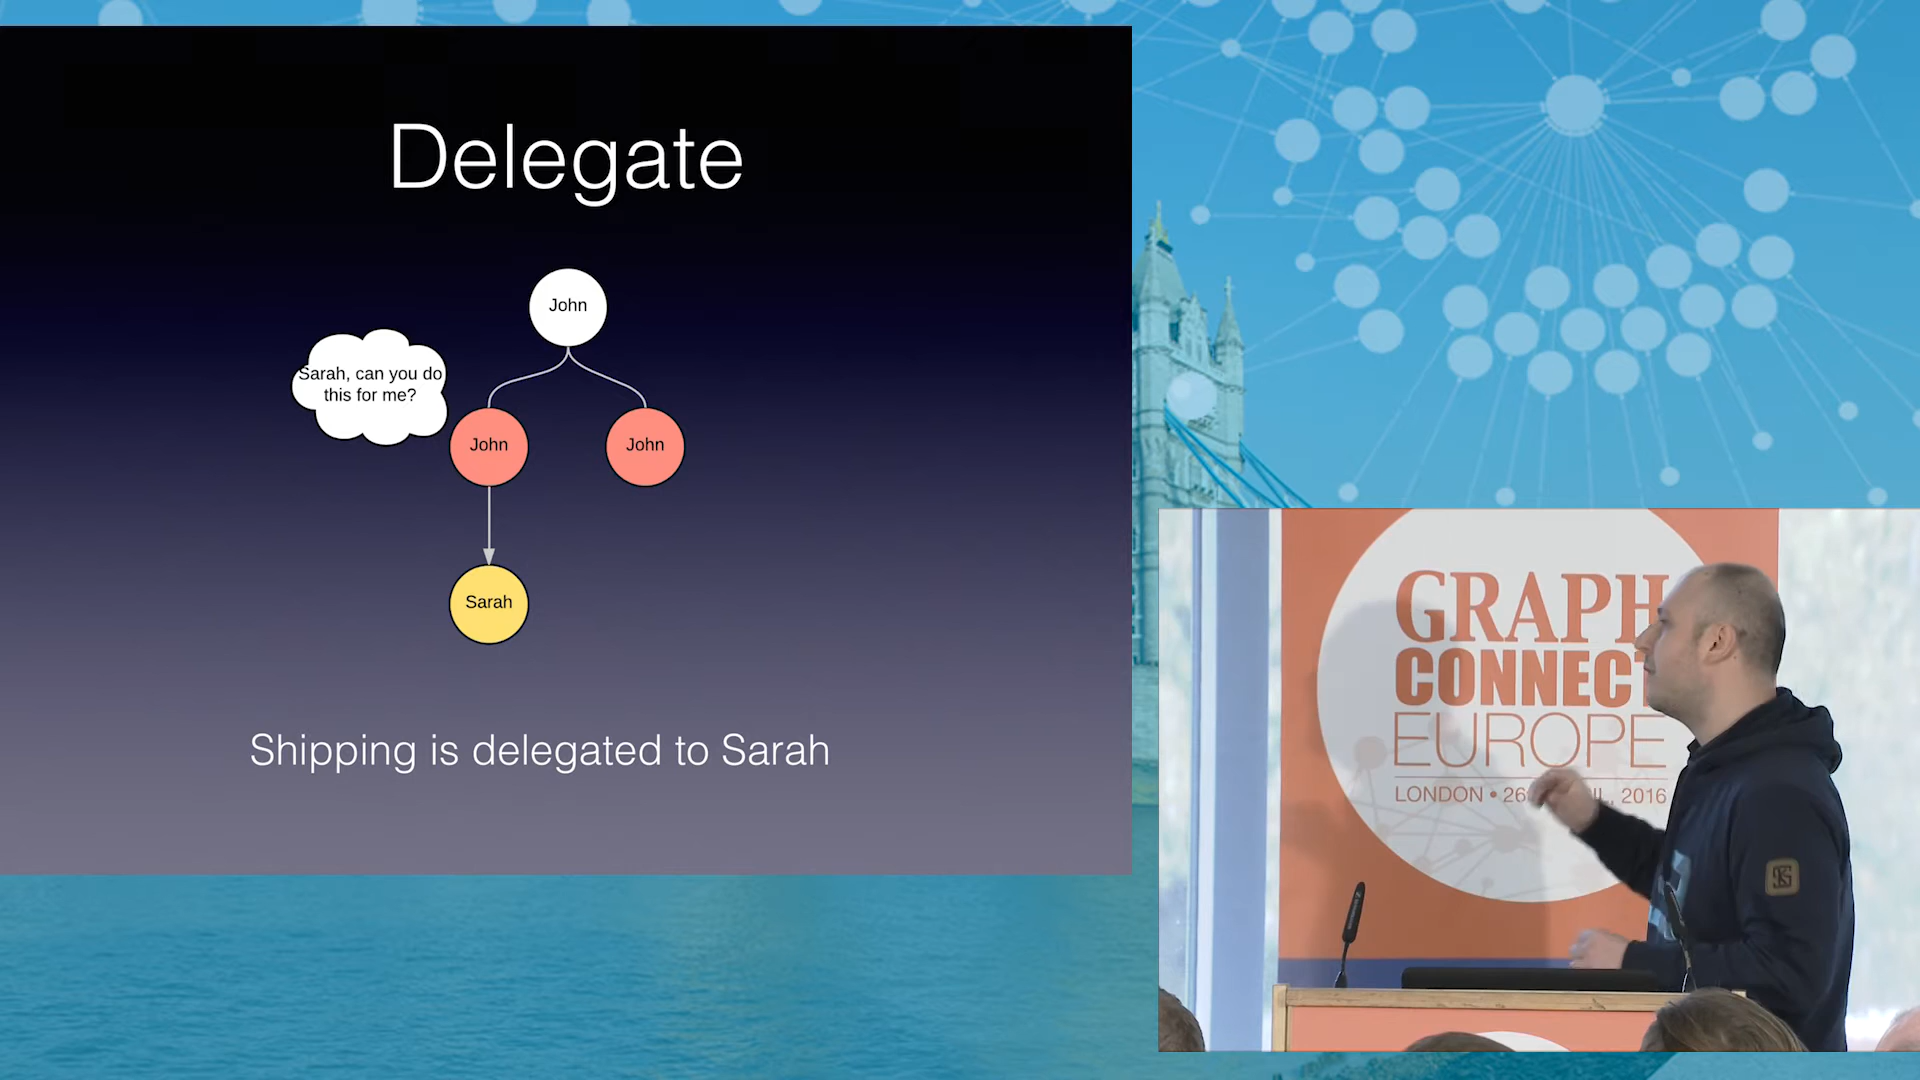 Delegate
John
Sarah, can you do
this for me?
John
John
Sarah
Shipping is delegated to Sarah
GRAPH
CONNECT
EUROPE
LONDON • 26
2016